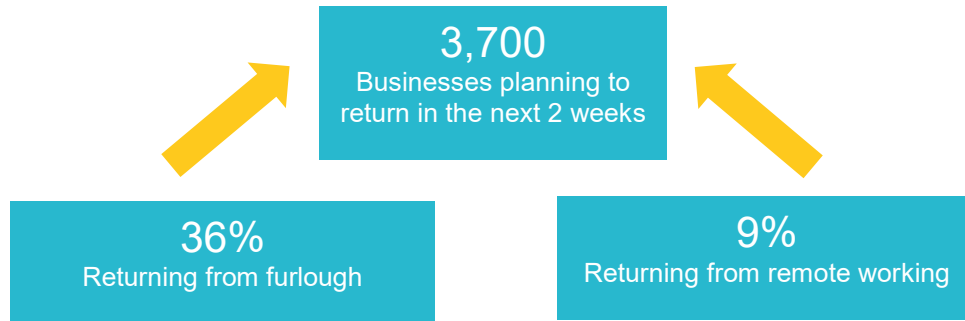 3,700
Businesses planning to
return in the next 2 weeks
36%
Returning from furlough
9%
Returning from remote working